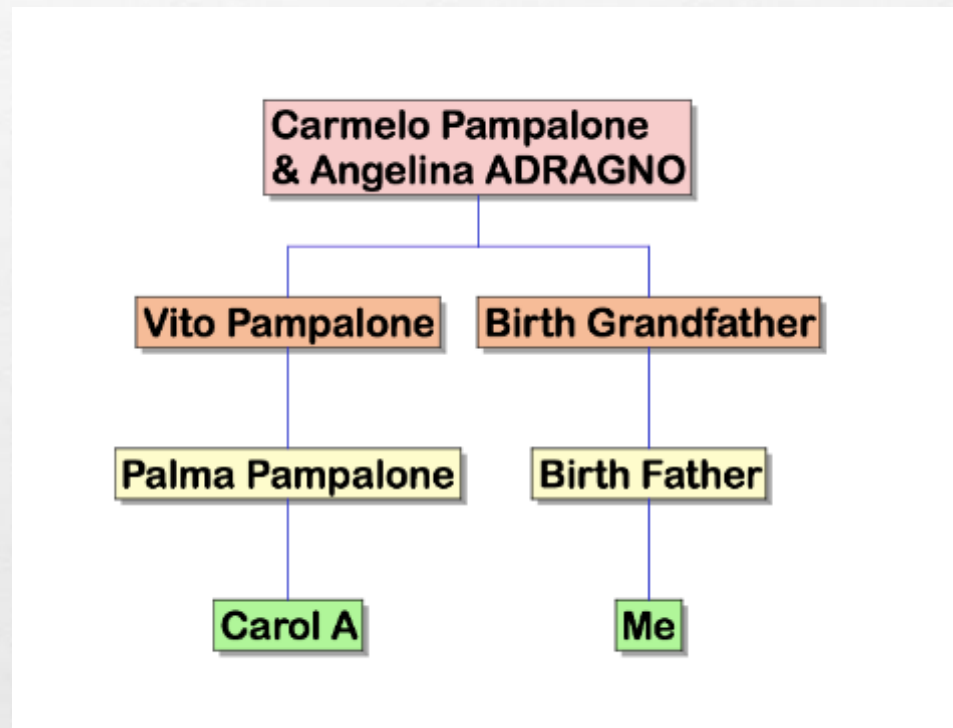 Carmelo Pampalone
& Angelina ADRAGNO
Vito Pampalone
Birth Grandfather
Palma Pampalone
Birth Father
Carol A
Me